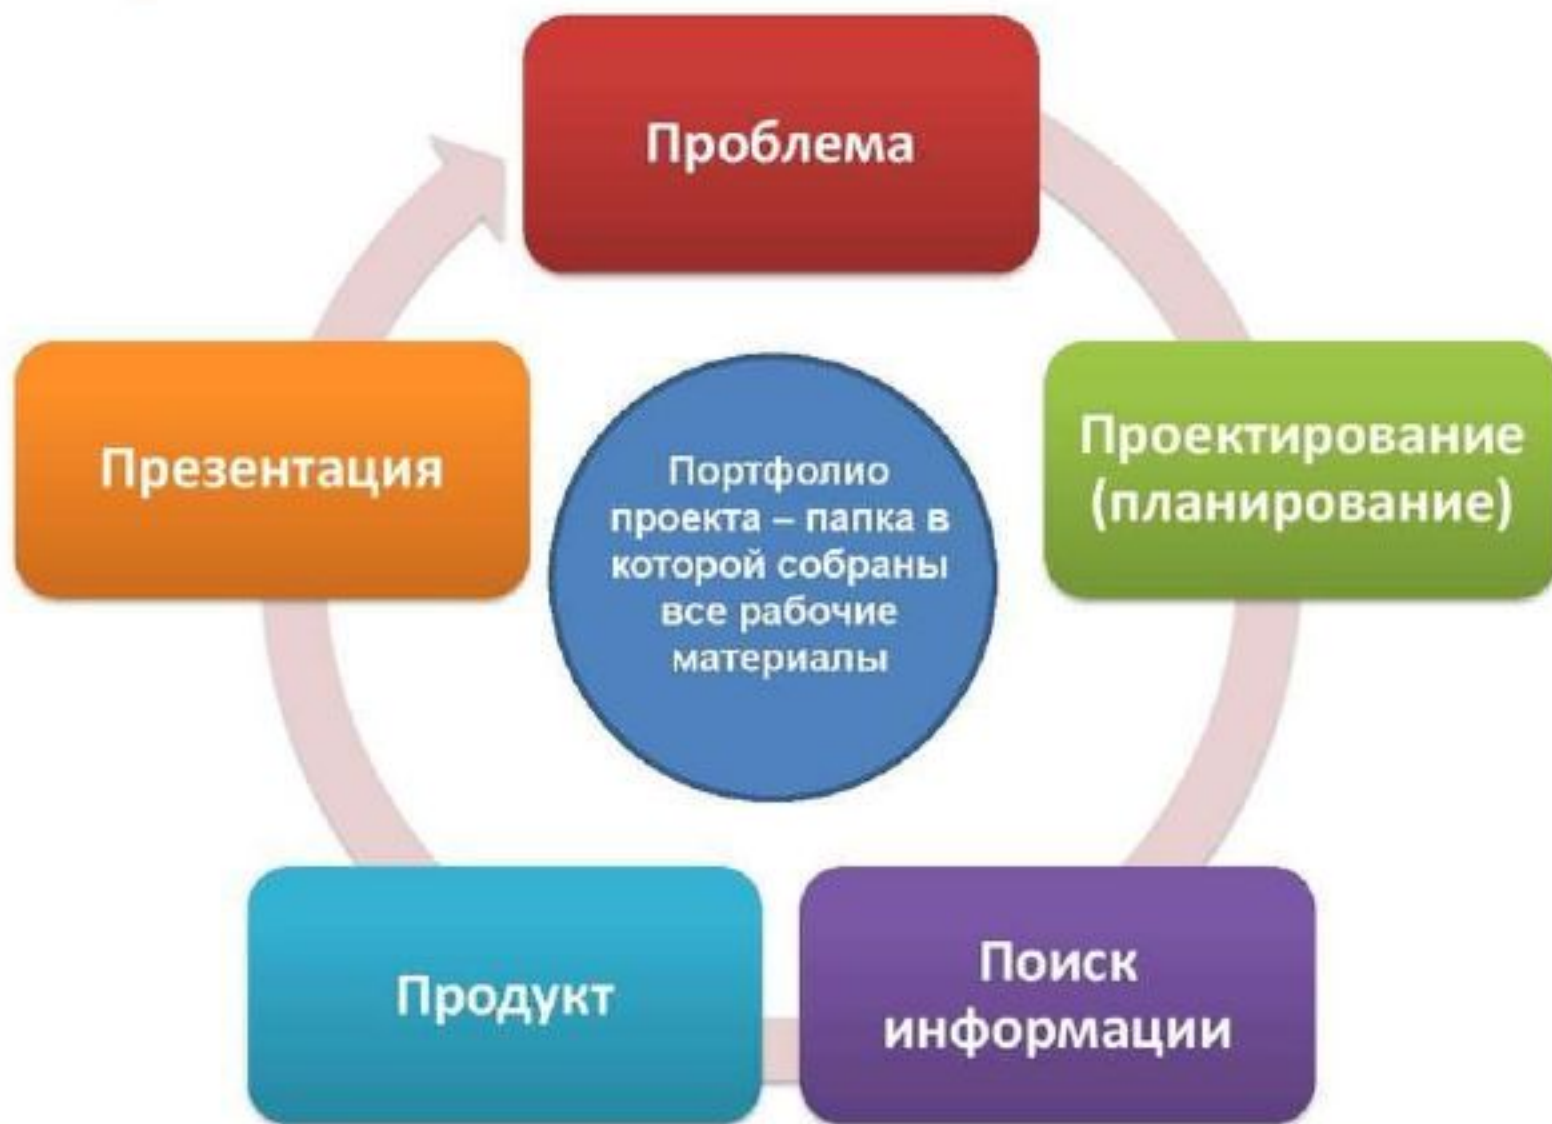 Проблема
Проектирование
(планирование)
Поиск
информации
Продукт
Презентация
Портфолио
проекта – папка в
которой собраны
все рабочие
материалы